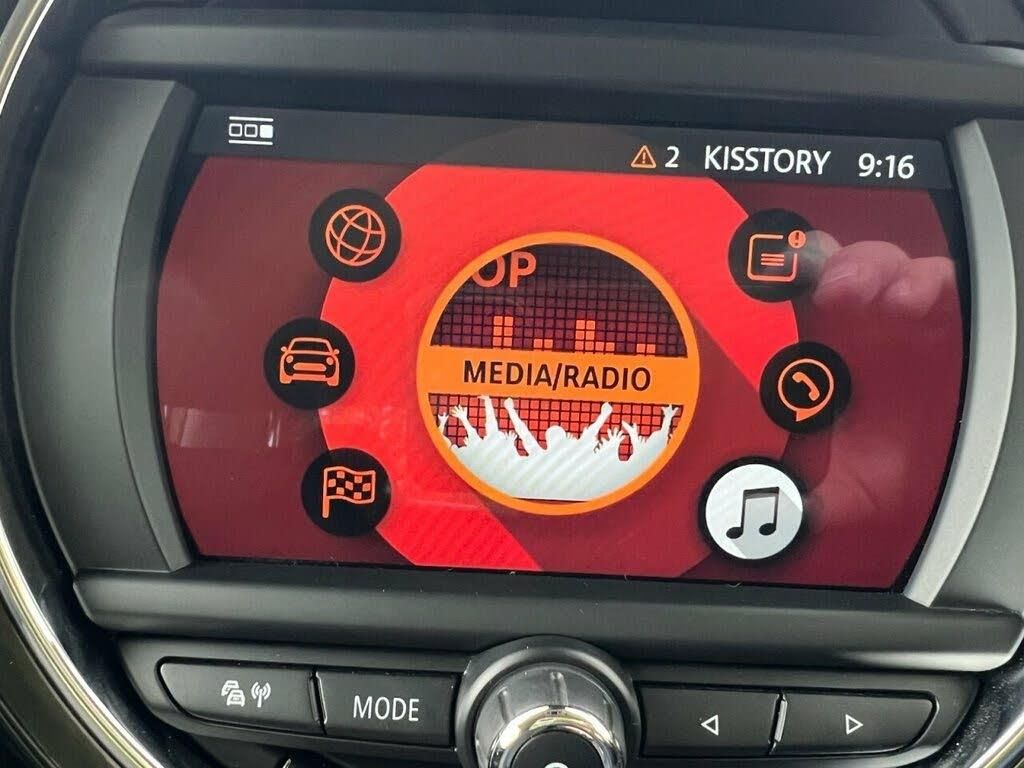 2 KISSTORY 9:16
OP
MEDIA/RADIO
MODE